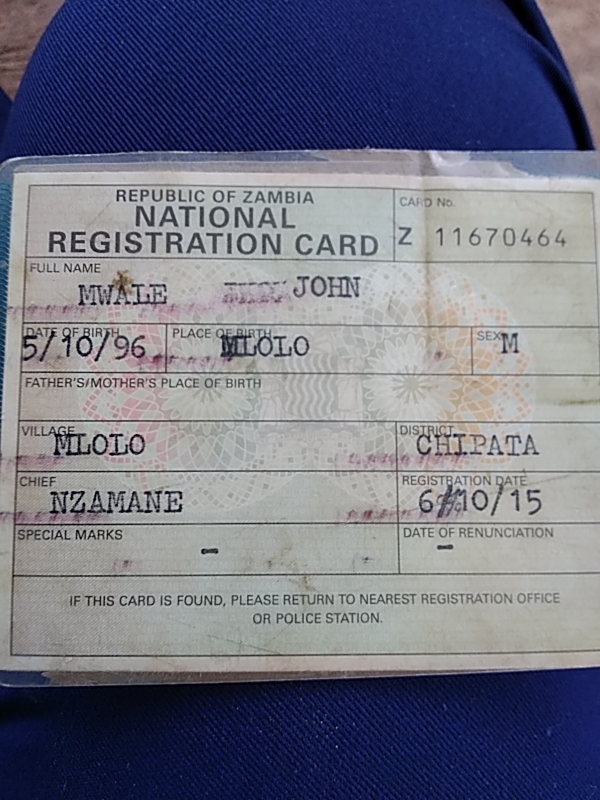 REPUBLIC OF ZAMBIA
NATIONAL
REGISTRATION CARD
CARD No.
Z 11670464
FULL NAME
MWALE JOHN
DATE OF BIRTH
5/10/96
PLACE OF BIRTH
MLOLO
SEX
M
FATHER'S/MOTHER'S PLACE OF BIRTH
VILLAGE
MLOLO
DISTRICT
CHIPATA
CHIEF
NZAMANE
REGISTRATION DATE
6/10/15
SPECIAL MARKS
-
DATE OF RENUNCIATION
-
IF THIS CARD IS FOUND, PLEASE RETURN TO NEAREST REGISTRATION OFFICE
OR POLICE STATION.